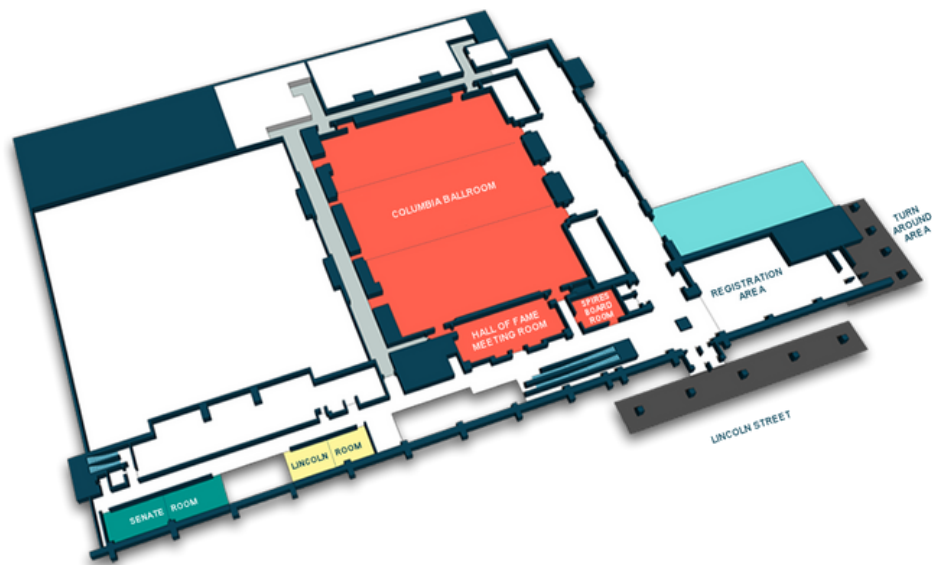 COLUMBIA BALLROOM
TURN
AROUND
AREA
REGISTRATION
AREA
SPIRES
BOARD
ROOM
HALL OF FAME
MEETING ROOM
LINCOLN STREET
LINCOLN ROOM
SENATE ROOM